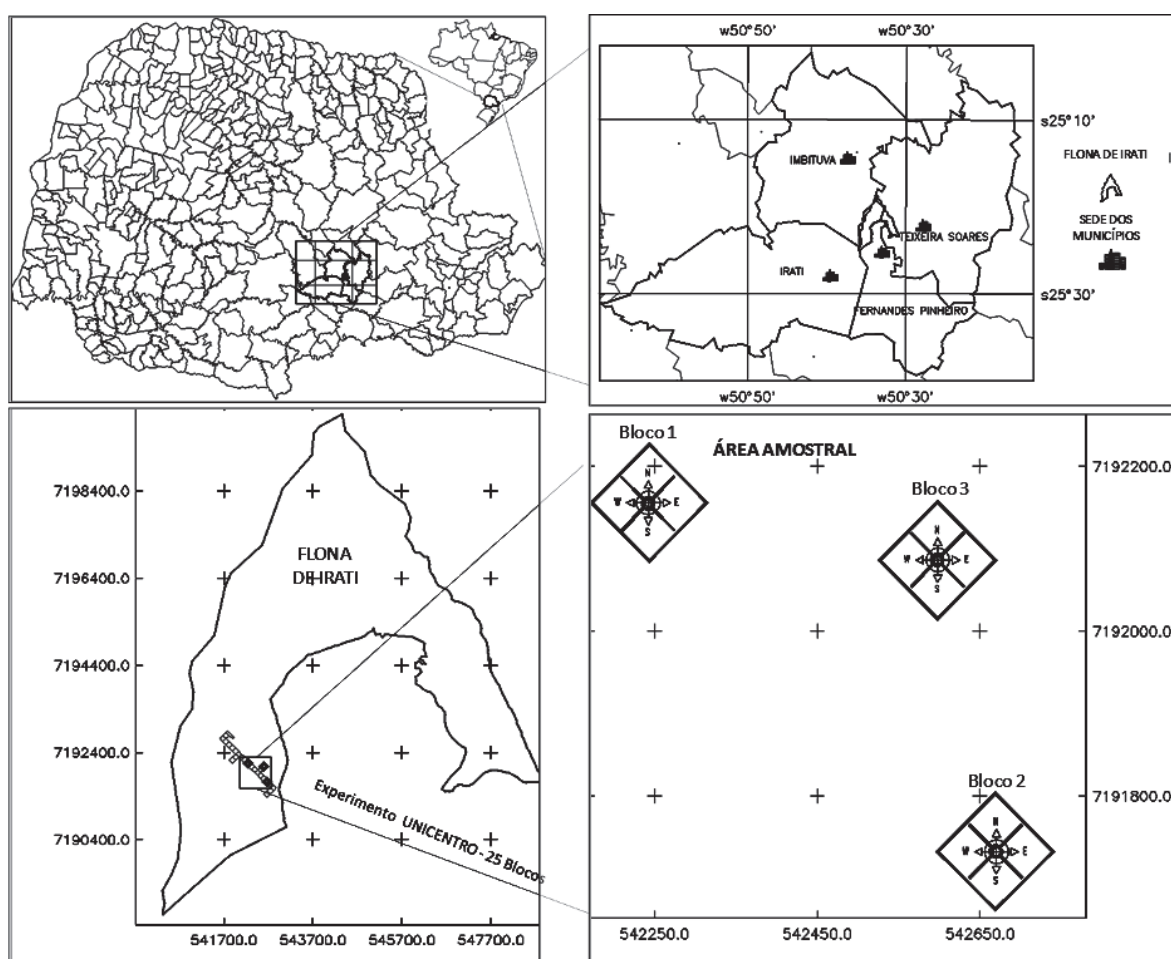 w50° 50'
w50° 30'
s25° 10'
FLONA DE IRATI
IMBITUVA
SEDE DOS
MUNICÍPIOS
TEIXEIRA SOARES
IRATI
s25° 30'
FERNANDES PINHEIRO
w50° 50'
w50° 30'
7198400.0
7196400.0
7194400.0
7192400.0
7190400.0
FLONA
DE IRATI
Experimento UNICENTRO - 25 Blocos
541700.0
543700.0
545700.0
547700.0
Bloco 1
ÁREA AMOSTRAL
7192200.0
N
W E
S
Bloco 3
N
W E
S
7192000.0
Bloco 2
7191800.0
N
W E
S
542250.0
542450.0
542650.0